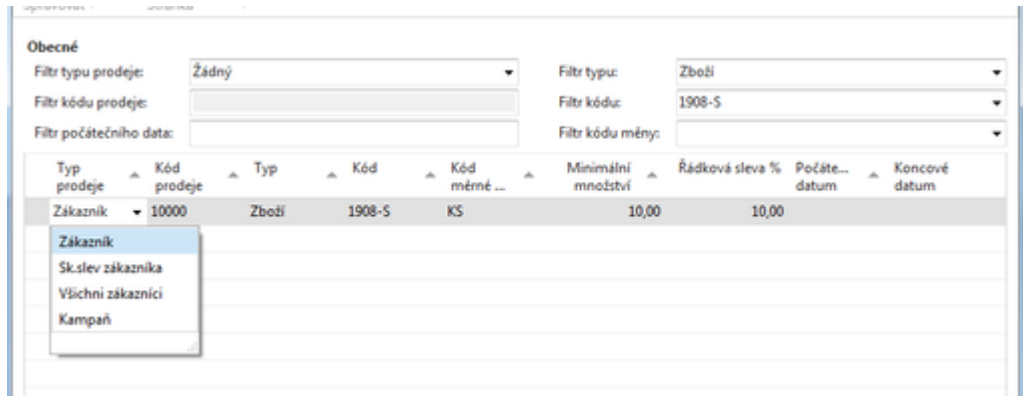 Obecné
Filtr typu prodeje: Žádný Filtr typu: Zboží
Filtr kódu prodeje: Filtr kódu: 1908-S
Filtr počátečního data: Filtr kódu měny:
Typ prodeje Kód prodeje Typ Kód Kód měrné ... Minimální množství Řádková sleva % Počáte... datum Koncové datum
Zákazník 10000 Zboží 1908-S KS 10,00 10,00
Zákazník
Sk.slev zákazníka
Všichni zákazníci
Kampaň